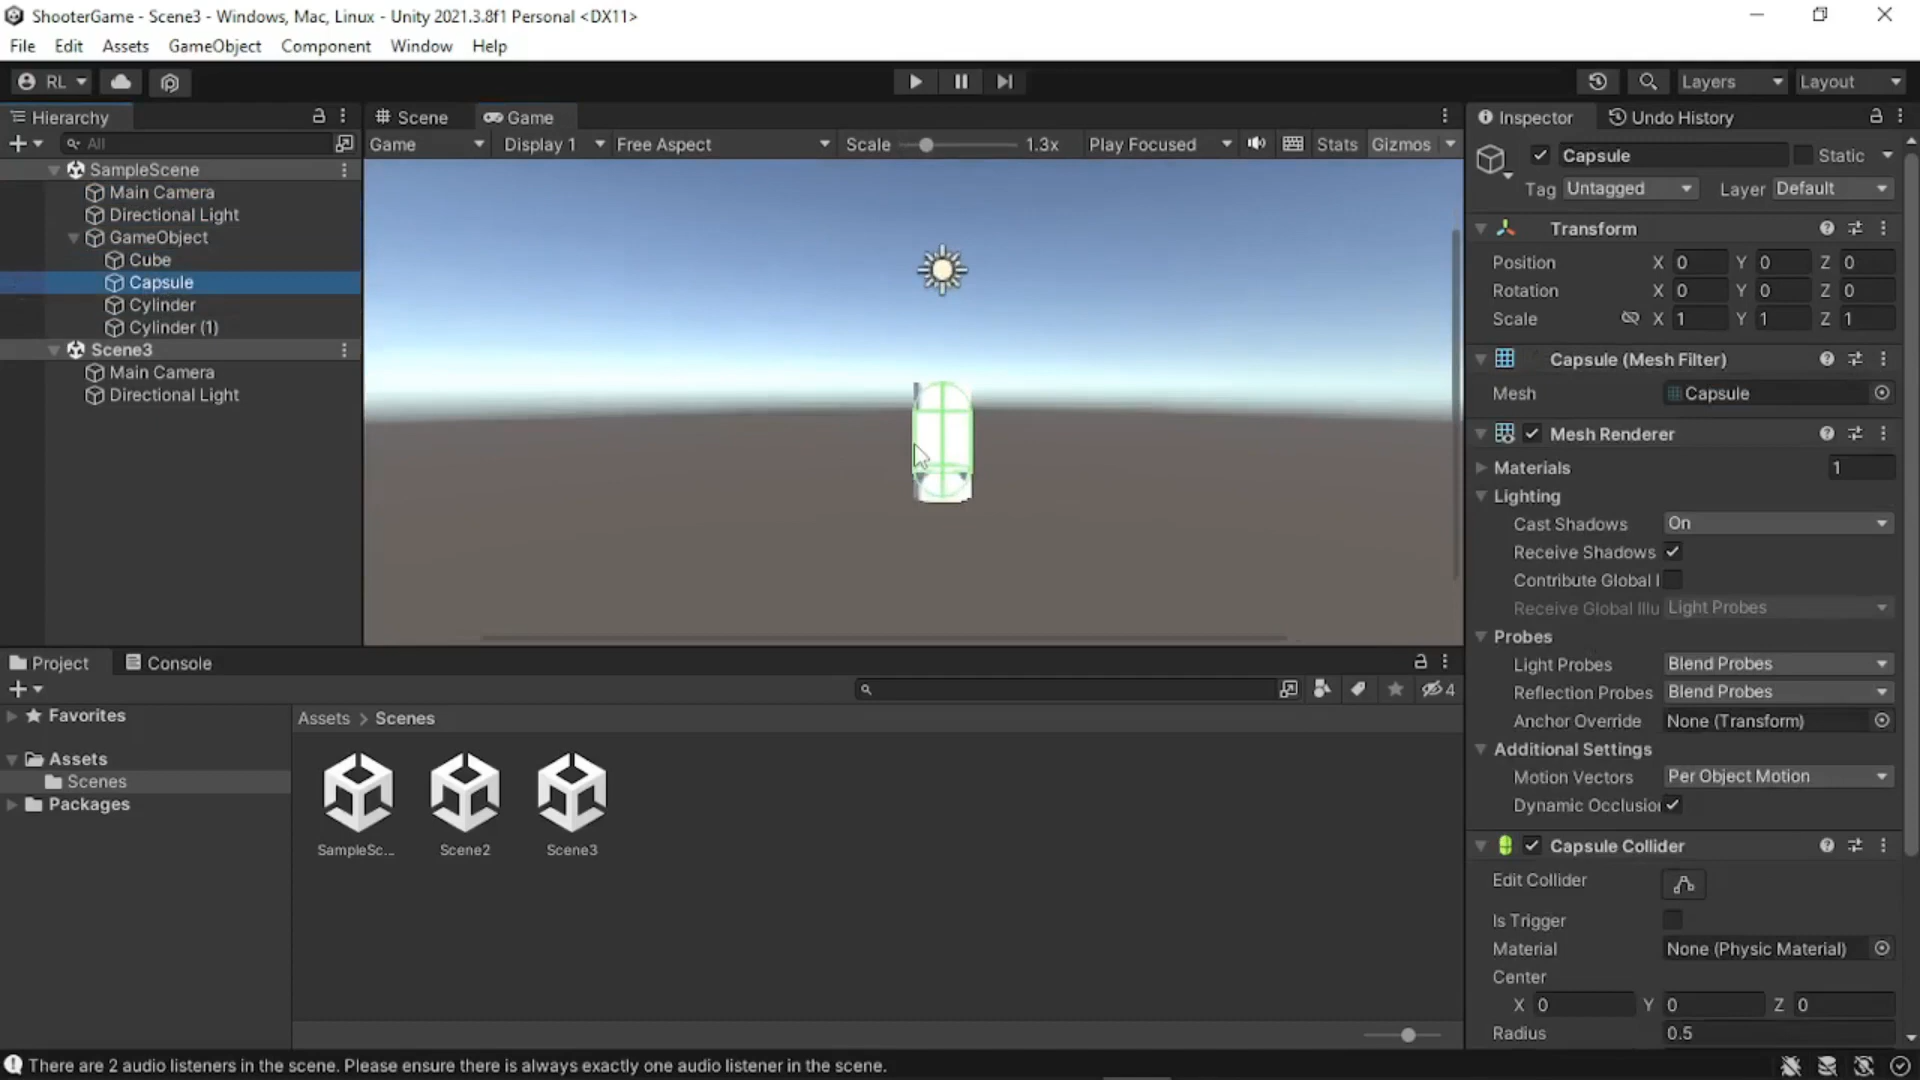 ShooterGame - Scene3 - Windows, Mac, Linux - Unity 2021.3.8f1 Personal <DX11>
File Edit Assets GameObject Component Window Help
RL Layers Layout
Hierarchy
All
SampleScene
Main Camera
Directional Light
GameObject
Cube
Capsule
Cylinder
Cylinder (1)
Scene3
Main Camera
Directional Light
Scene Game
Game Display 1 Free Aspect Scale 1.3x Play Focused Stats Gizmos
Inspector Undo History
Capsule Static
Tag Untagged Layer Default
Transform
Position X 0 Y 0 Z 0
Rotation X 0 Y 0 Z 0
Scale X 1 Y 1 Z 1
Capsule (Mesh Filter)
Mesh Capsule
Mesh Renderer
Materials 1
Lighting
Cast Shadows On
Receive Shadows
Contribute Global I
Receive Global Illu Light Probes
Probes
Light Probes Blend Probes
Reflection Probes Blend Probes
Anchor Override None (Transform)
Additional Settings
Motion Vectors Per Object Motion
Dynamic Occlusion
Capsule Collider
Edit Collider
Is Trigger
Material None (Physic Material)
Center
X 0 Y 0 Z 0
Radius 0.5
Project Console
4
Favorites
Assets
Scenes
Packages
Assets > Scenes
SampleSc...
Scene2
Scene3
There are 2 audio listeners in the scene. Please ensure there is always exactly one audio listener in the scene.